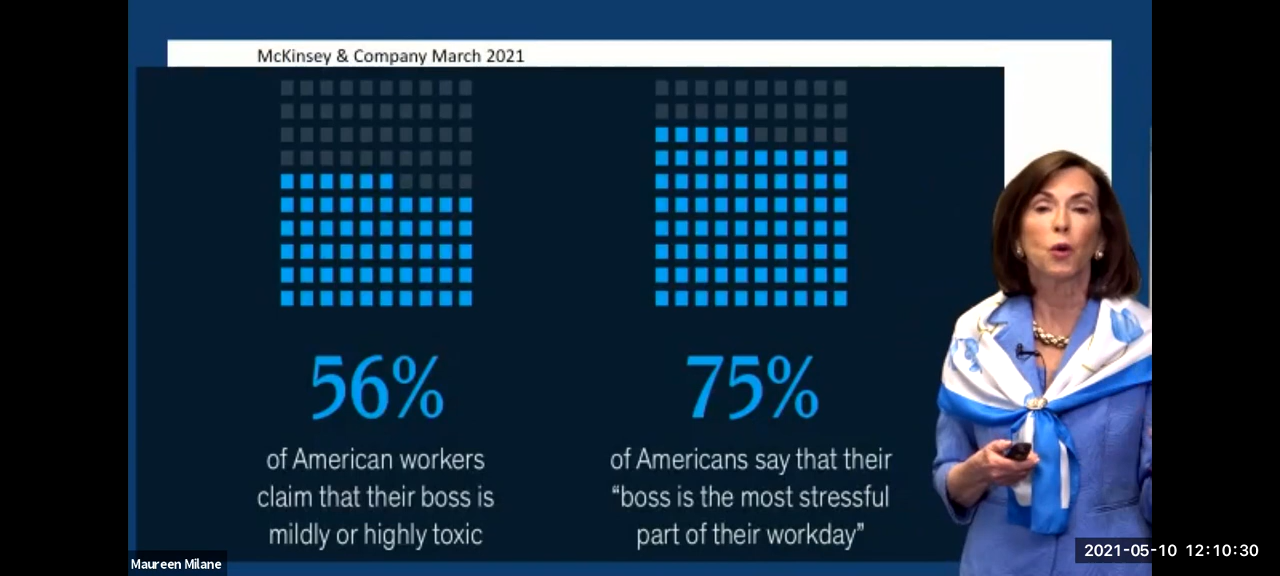 McKinsey & Company March 2021
56%
of American workers
claim that their boss is
mildly or highly toxic
75%
of Americans say that their
“boss is the most stressful
part of their workday”
Maureen Milane
2021-05-10 12:10:30